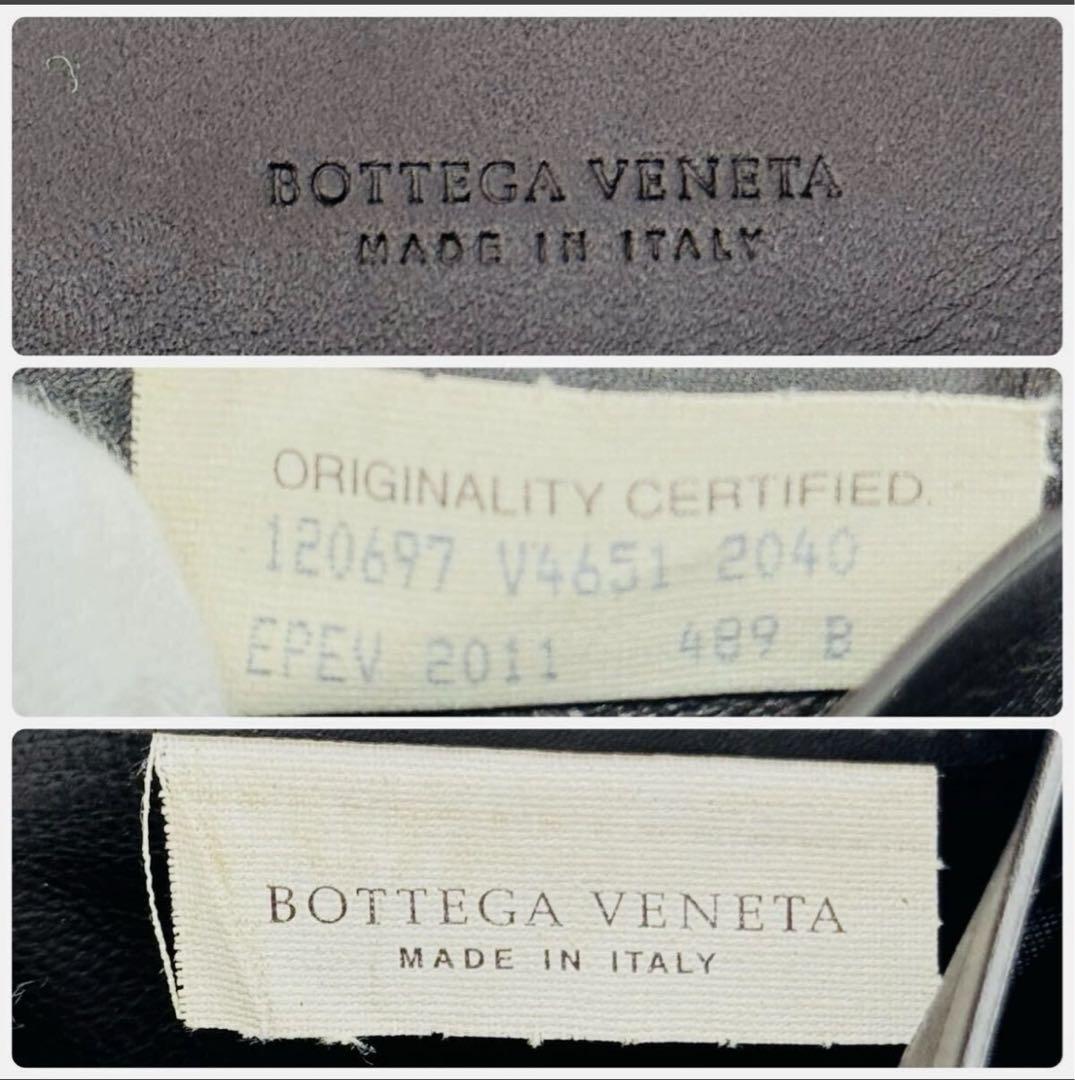 BOTTEGA VENETA
MADE IN ITALY
ORIGINALITY CERTIFIED.
120697 V4651 2040
EPEV 2011 489 B
BOTTEGA VENETA
MADE IN ITALY